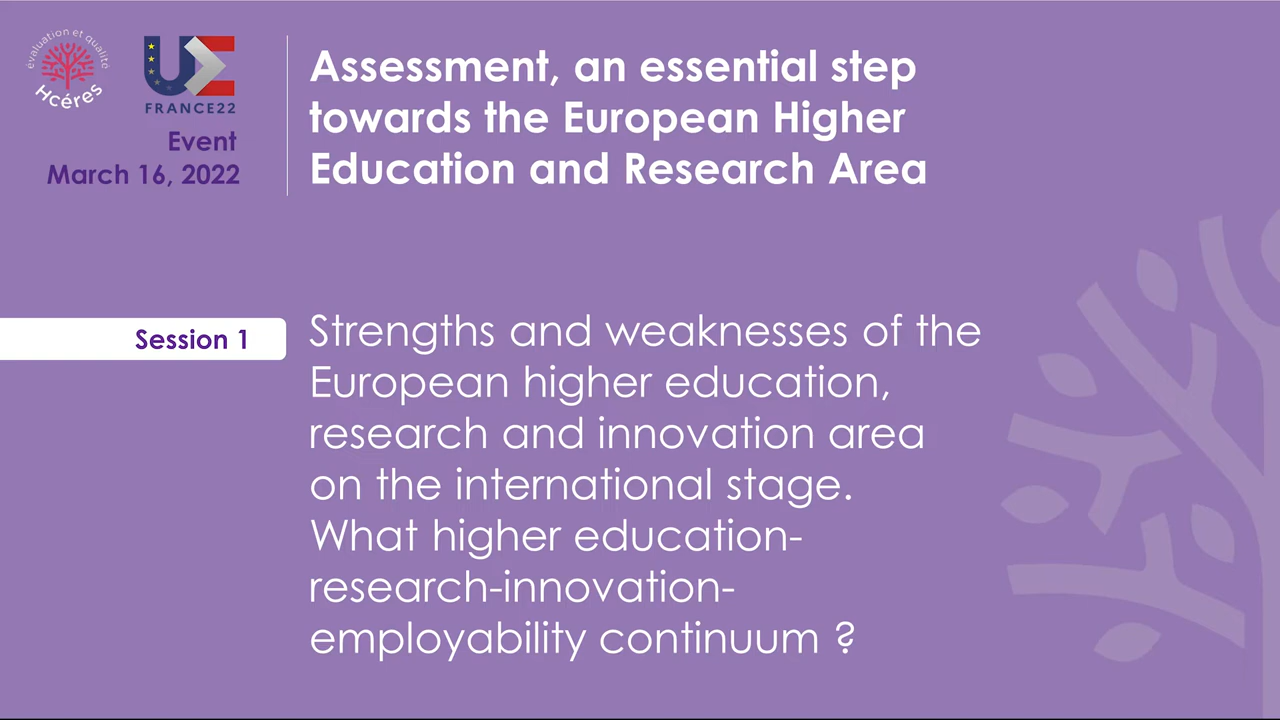 évaluation et qualité
Hcéres
UE
FRANCE22
Event
March 16, 2022
Assessment, an essential step
towards the European Higher
Education and Research Area
Session 1
Strengths and weaknesses of the
European higher education,
research and innovation area
on the international stage.
What higher education-
research-innovation-
employability continuum ?